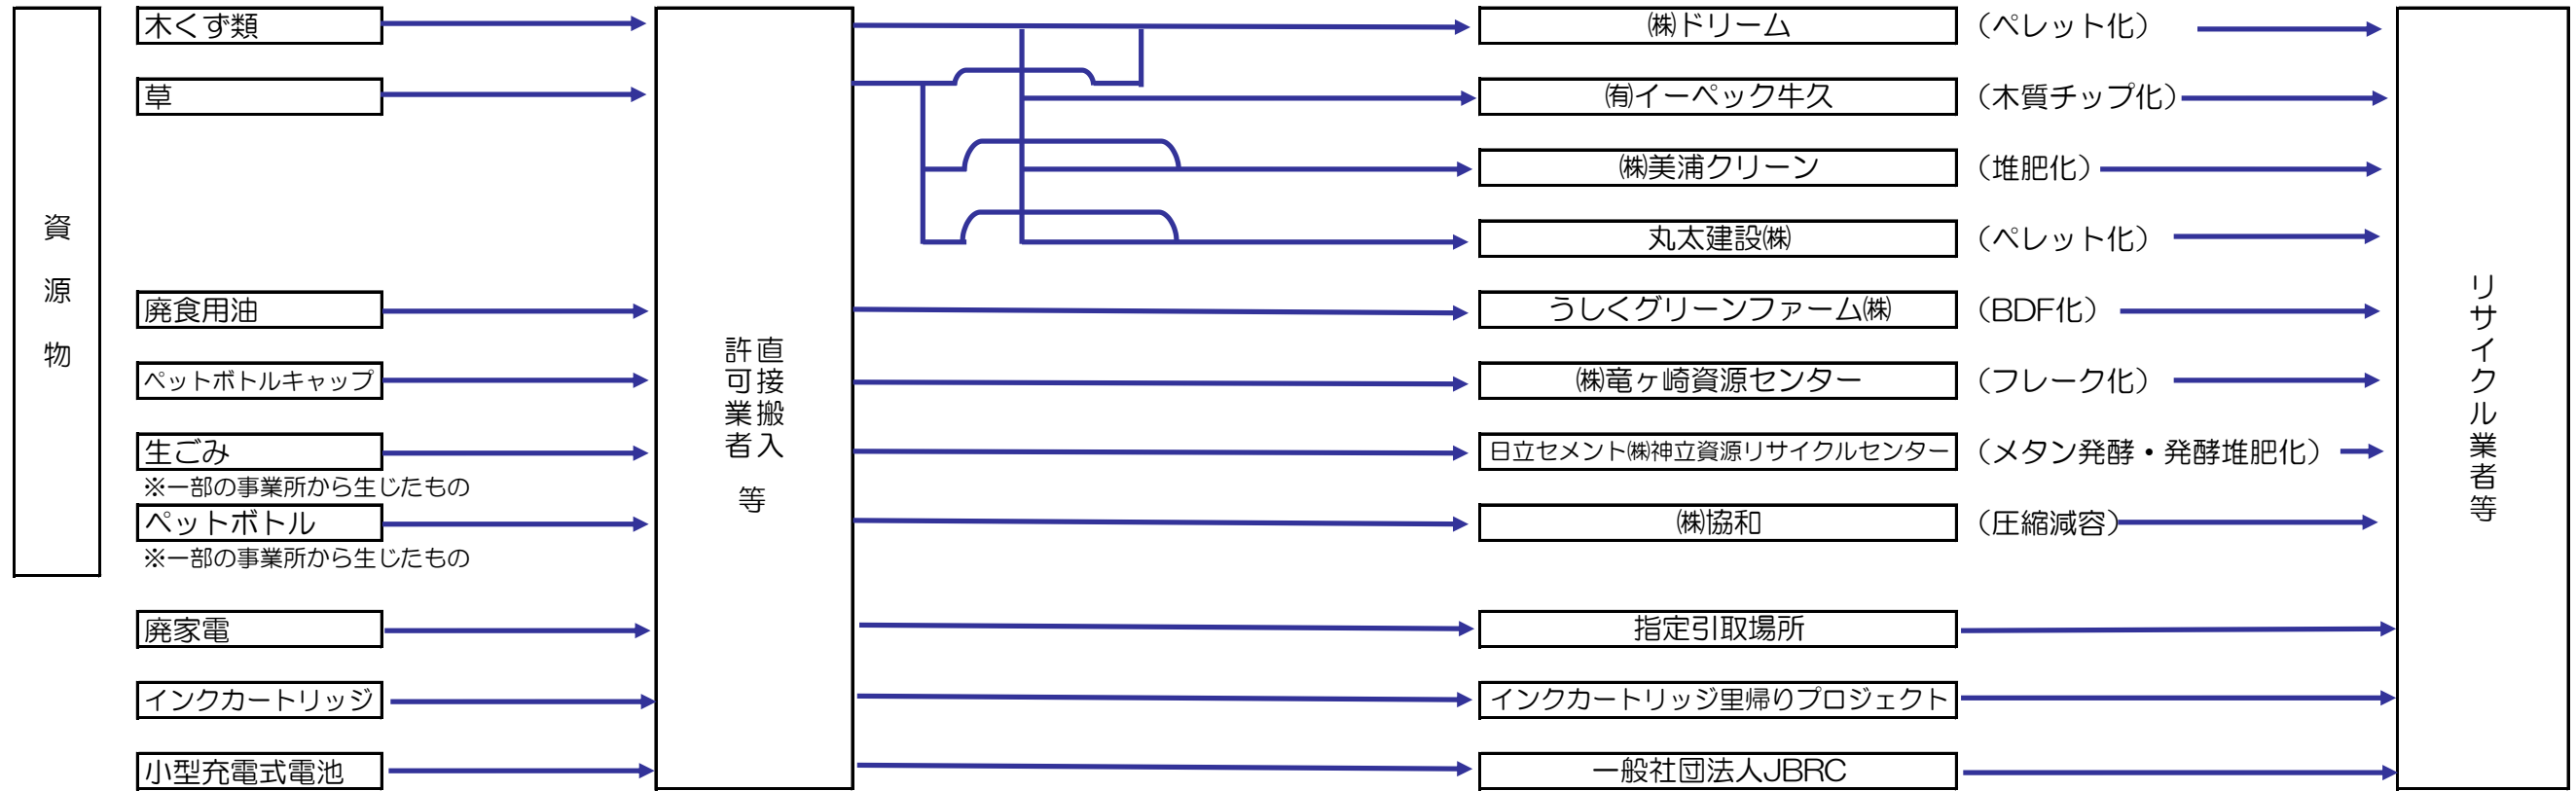 資源物
木くず類
草
廃食用油
ペットボトルキャップ
生ごみ
※一部の事業所から生じたもの
ペットボトル
※一部の事業所から生じたもの
廃家電
インクカートリッジ
小型充電式電池
直接搬入
許可業者
等
㈱ドリーム
（ペレット化）
㈲イーペック牛久
（木質チップ化）
㈱美浦クリーン
（堆肥化）
丸太建設㈱
（ペレット化）
うしくグリーンファーム㈱
（BDF化）
㈱竜ヶ崎資源センター
（フレーク化）
日立セメント㈱神立資源リサイクルセンター
（メタン発酵・発酵堆肥化）
㈱協和
（圧縮減容）
指定引取場所
インクカートリッジ里帰りプロジェクト
一般社団法人JBRC
リサイクル業者等